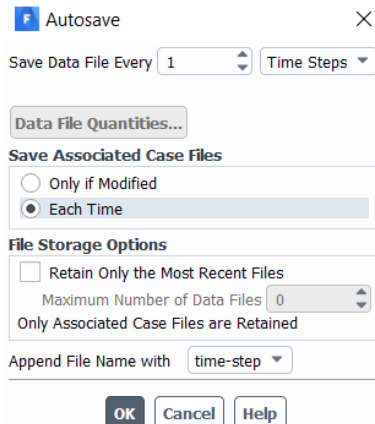 F Autosave
Save Data File Every 1 Time Steps
Data File Quantities...
Save Associated Case Files
Only if Modified
Each Time
File Storage Options
Retain Only the Most Recent Files
Maximum Number of Data Files 0
Only Associated Case Files are Retained
Append File Name with time-step
OK Cancel Help